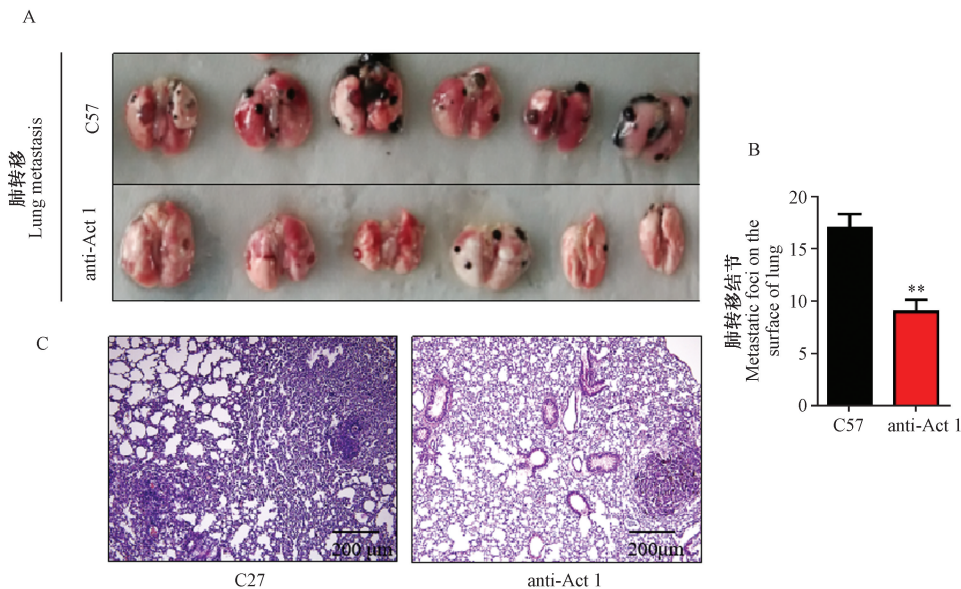 A
肺转移
Lung metastasis
C57
anti-Act 1
B
肺转移结节
Metastatic foci on the
surface of lung
20
15
10
5
0
**
C57
anti-Act 1
C
200 μm
200μm
C27
anti-Act 1